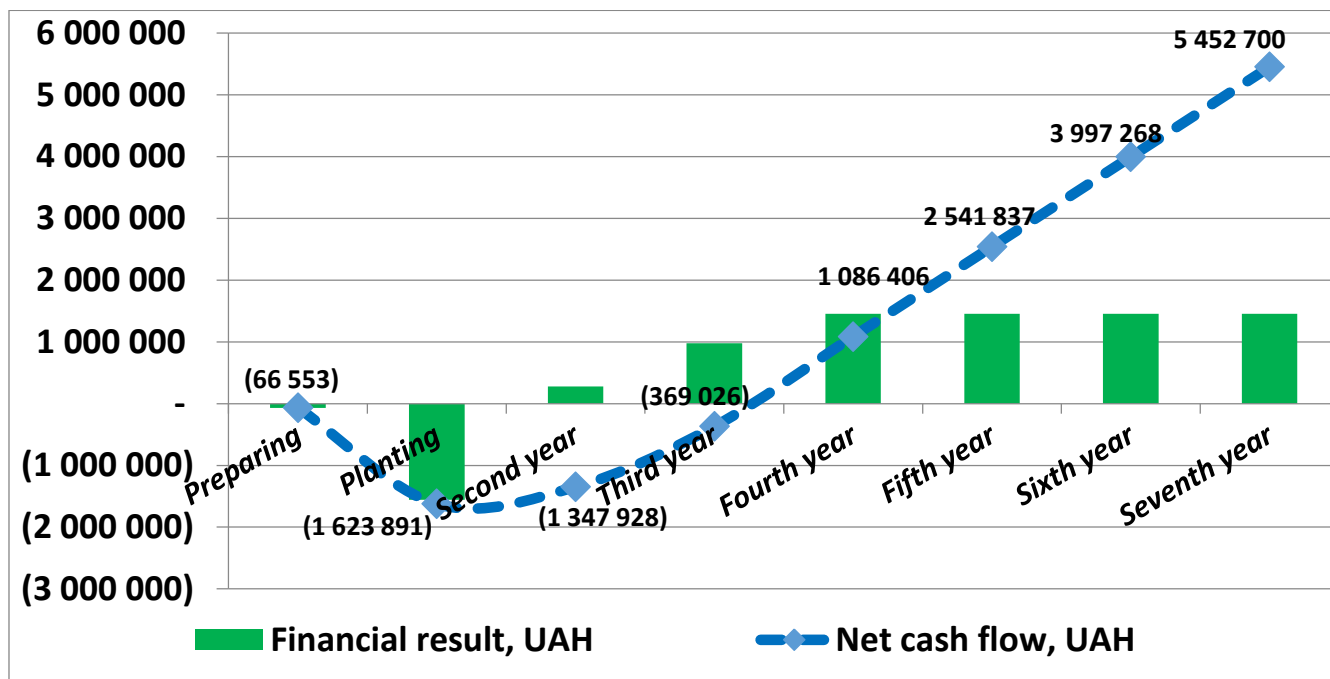 6 000 000
5 000 000
4 000 000
3 000 000
2 000 000
1 000 000
-
(1 000 000)
(2 000 000)
(3 000 000)
(66 553)
(1 623 891)
(1 347 928)
(369 026)
1 086 406
2 541 837
3 997 268
5 452 700
Preparing
Planting
Second year
Third year
Fourth year
Fifth year
Sixth year
Seventh year
Financial result, UAH
Net cash flow, UAH